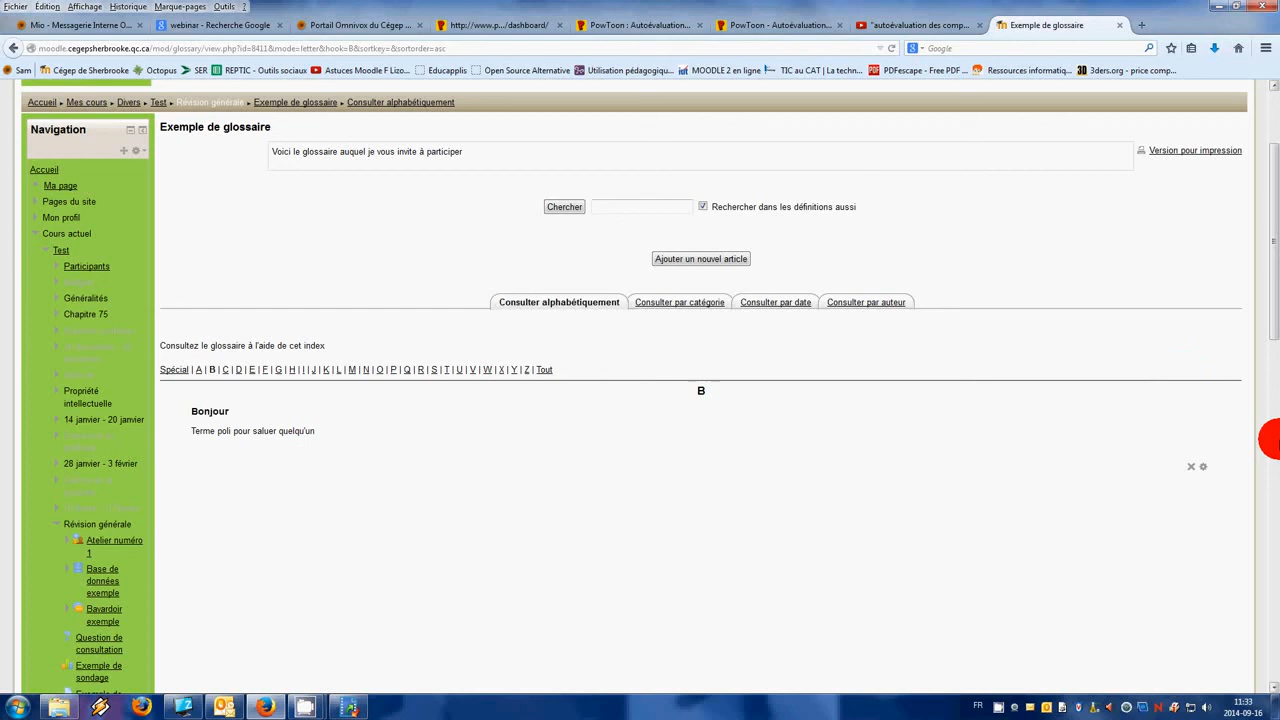 Fichier Édition Affichage Historique Marque-pages Outils ?
Mio - Messagerie Interne O... webinar - Recherche Google Portail Omnivox du Cégep ... http://www.p.../dashboard/ PowToon : Autoévaluation... PowToon - Autoévaluation... "autoévaluation des comp... Exemple de glossaire
moodle.cegepsherbrooke.qc.ca/mod/glossary/view.php?id=8411&mode=letter&hook=B&sortkey=&sortorder=asc Google
Sam Cégep de Sherbrooke Octopus SER REPTIC - Outils sociaux Astuces Moodle F Lizo... Educapplis Open Source Alternative Utilisation pédagogiqu... MOODLE 2 en ligne TIC au CAT | La techn... PDFescape - Free PDF ... Ressources informatiq... 3ders.org - price comp...
Accueil ▸ Mes cours ▸ Divers ▸ Test ▸ Révision générale ▸ Exemple de glossaire ▸ Consulter alphabétiquement
Navigation
Accueil
Ma page
Pages du site
Mon profil
Cours actuel
Test
Participants
Généralités
Chapitre 75
Propriété
intellectuelle
14 janvier - 20 janvier
28 janvier - 3 février
Révision générale
Atelier numéro
1
Base de
données
exemple
Bavardoir
exemple
Question de
consultation
Exemple de
sondage
Exemple de glossaire
Voici le glossaire auquel je vous invite à participer
Version pour impression
Chercher Rechercher dans les définitions aussi
Ajouter un nouvel article
Consulter alphabétiquement Consulter par catégorie Consulter par date Consulter par auteur
Consultez le glossaire à l'aide de cet index
Spécial | A | B | C | D | E | F | G | H | I | J | K | L | M | N | O | P | Q | R | S | T | U | V | W | X | Y | Z | Tout
B
Bonjour
Terme poli pour saluer quelqu'un
FR
11:33
2014-09-16